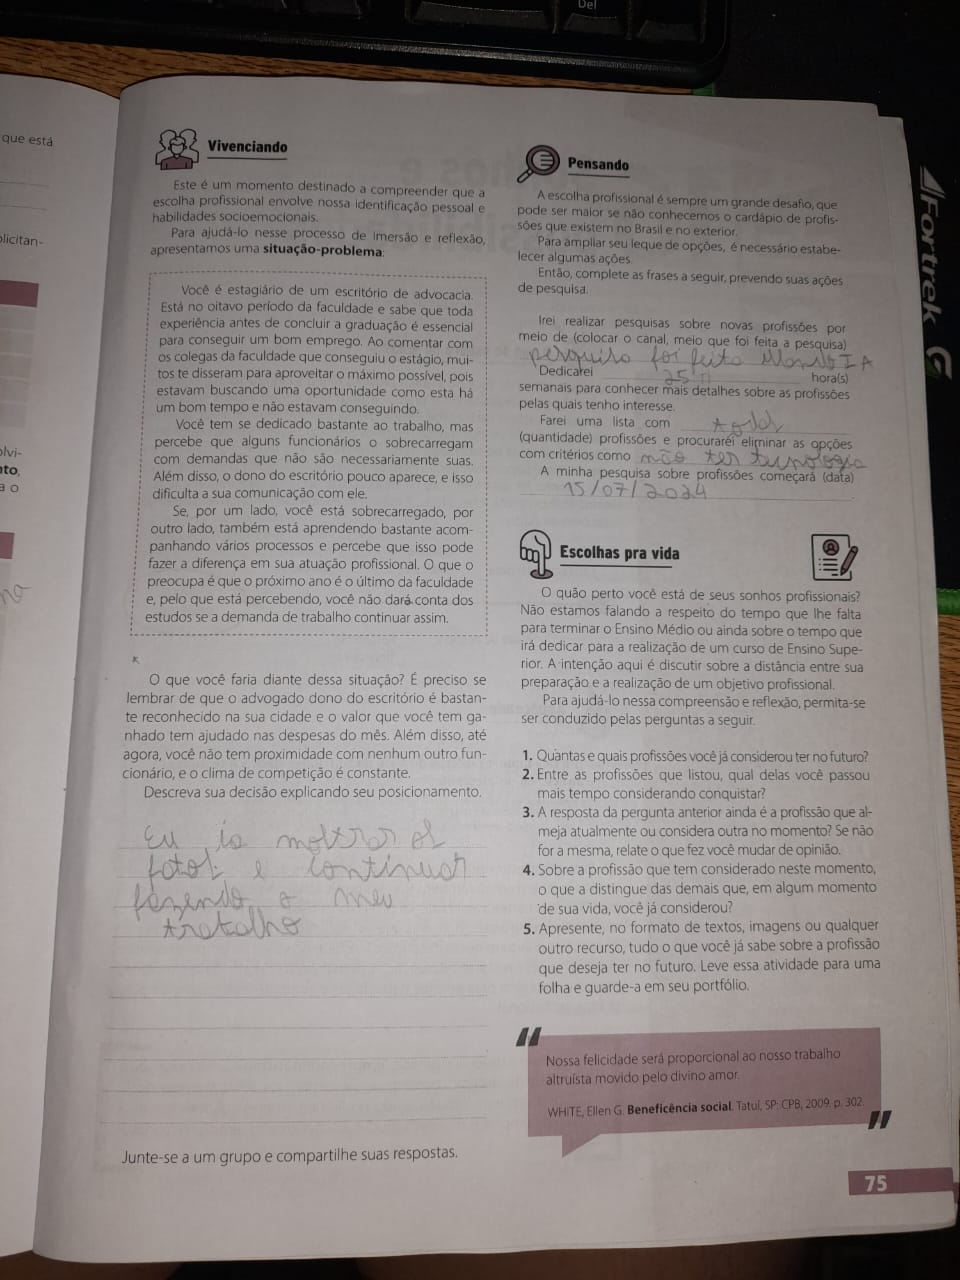 Del
Fortrek
que está
olicitan-
olvi-
nto,
a o
Vivenciando
Este é um momento destinado a compreender que a
escolha profissional envolve nossa identificação pessoal e
habilidades socioemocionais.
Para ajudá-lo nesse processo de imersão e reflexão,
apresentamos uma situação-problema:
Você é estagiário de um escritório de advocacia.
Está no oitavo período da faculdade e sabe que toda
experiência antes de concluir a graduação é essencial
para conseguir um bom emprego. Ao comentar com
os colegas da faculdade que conseguiu o estágio, mui-
tos te disseram para aproveitar o máximo possível, pois
estavam buscando uma oportunidade como esta há
um bom tempo e não estavam conseguindo.
Você tem se dedicado bastante ao trabalho, mas
percebe que alguns funcionários o sobrecarregam
com demandas que não são necessariamente suas.
Além disso, o dono do escritório pouco aparece, e isso
dificulta a sua comunicação com ele.
Se, por um lado, você está sobrecarregado, por
outro lado, também está aprendendo bastante acom-
panhando vários processos e percebe que isso pode
fazer a diferença em sua atuação profissional. O que o
preocupa é que o próximo ano é o último da faculdade
e, pelo que está percebendo, você não dará conta dos
estudos se a demanda de trabalho continuar assim.
O que você faria diante dessa situação? É preciso se
lembrar de que o advogado dono do escritório é bastan-
te reconhecido na sua cidade e o valor que você tem ga-
nhado tem ajudado nas despesas do mês. Além disso, até
agora, você não tem proximidade com nenhum outro fun-
cionário, e o clima de competição é constante.
Descreva sua decisão explicando seu posicionamento.
Eu ia mostrar os
fatos e continuar
fazendo o meu
trabalho
Junte-se a um grupo e compartilhe suas respostas.
Pensando
A escolha profissional é sempre um grande desafio, que
pode ser maior se não conhecemos o cardápio de profis-
sões que existem no Brasil e no exterior.
Para ampliar seu leque de opções, é necessário estabe-
lecer algumas ações.
Então, complete as frases a seguir, prevendo suas ações
de pesquisa.
Irei realizar pesquisas sobre novas profissões por
meio de (colocar o canal, meio que foi feita a pesquisa)
foi feita IA
Dedicarei hora(s)
semanais para conhecer mais detalhes sobre as profissões
pelas quais tenho interesse.
Farei uma lista com
(quantidade) profissões e procurarei eliminar as opções
com critérios como não ter tecnologia
A minha pesquisa sobre profissões começará (data)
15/07/2024
Escolhas pra vida
O quão perto você está de seus sonhos profissionais?
Não estamos falando a respeito do tempo que lhe falta
para terminar o Ensino Médio ou ainda sobre o tempo que
irá dedicar para a realização de um curso de Ensino Supe-
rior. A intenção aqui é discutir sobre a distância entre sua
preparação e a realização de um objetivo profissional.
Para ajudá-lo nessa compreensão e reflexão, permita-se
ser conduzido pelas perguntas a seguir.
1. Quantas e quais profissões você já considerou ter no futuro?
2. Entre as profissões que listou, qual delas você passou
mais tempo considerando conquistar?
3. A resposta da pergunta anterior ainda é a profissão que al-
meja atualmente ou considera outra no momento? Se não
for a mesma, relate o que fez você mudar de opinião.
4. Sobre a profissão que tem considerado neste momento,
o que a distingue das demais que, em algum momento
de sua vida, você já considerou?
5. Apresente, no formato de textos, imagens ou qualquer
outro recurso, tudo o que você já sabe sobre a profissão
que deseja ter no futuro. Leve essa atividade para uma
folha e guarde-a em seu portfólio.
Nossa felicidade será proporcional ao nosso trabalho
altruísta movido pelo divino amor.
WHITE, Ellen G. Beneficência social. Tatuí, SP: CPB, 2009. p. 302.
75